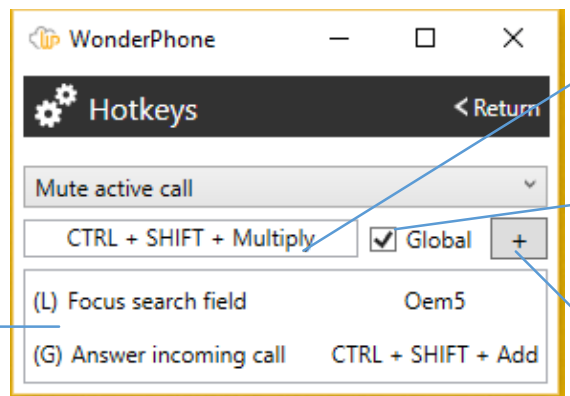 WonderPhone
Hotkeys < Return
Mute active call
CTRL + SHIFT + Multiply Global +
(L) Focus search field Oem5
(G) Answer incoming call CTRL + SHIFT + Add